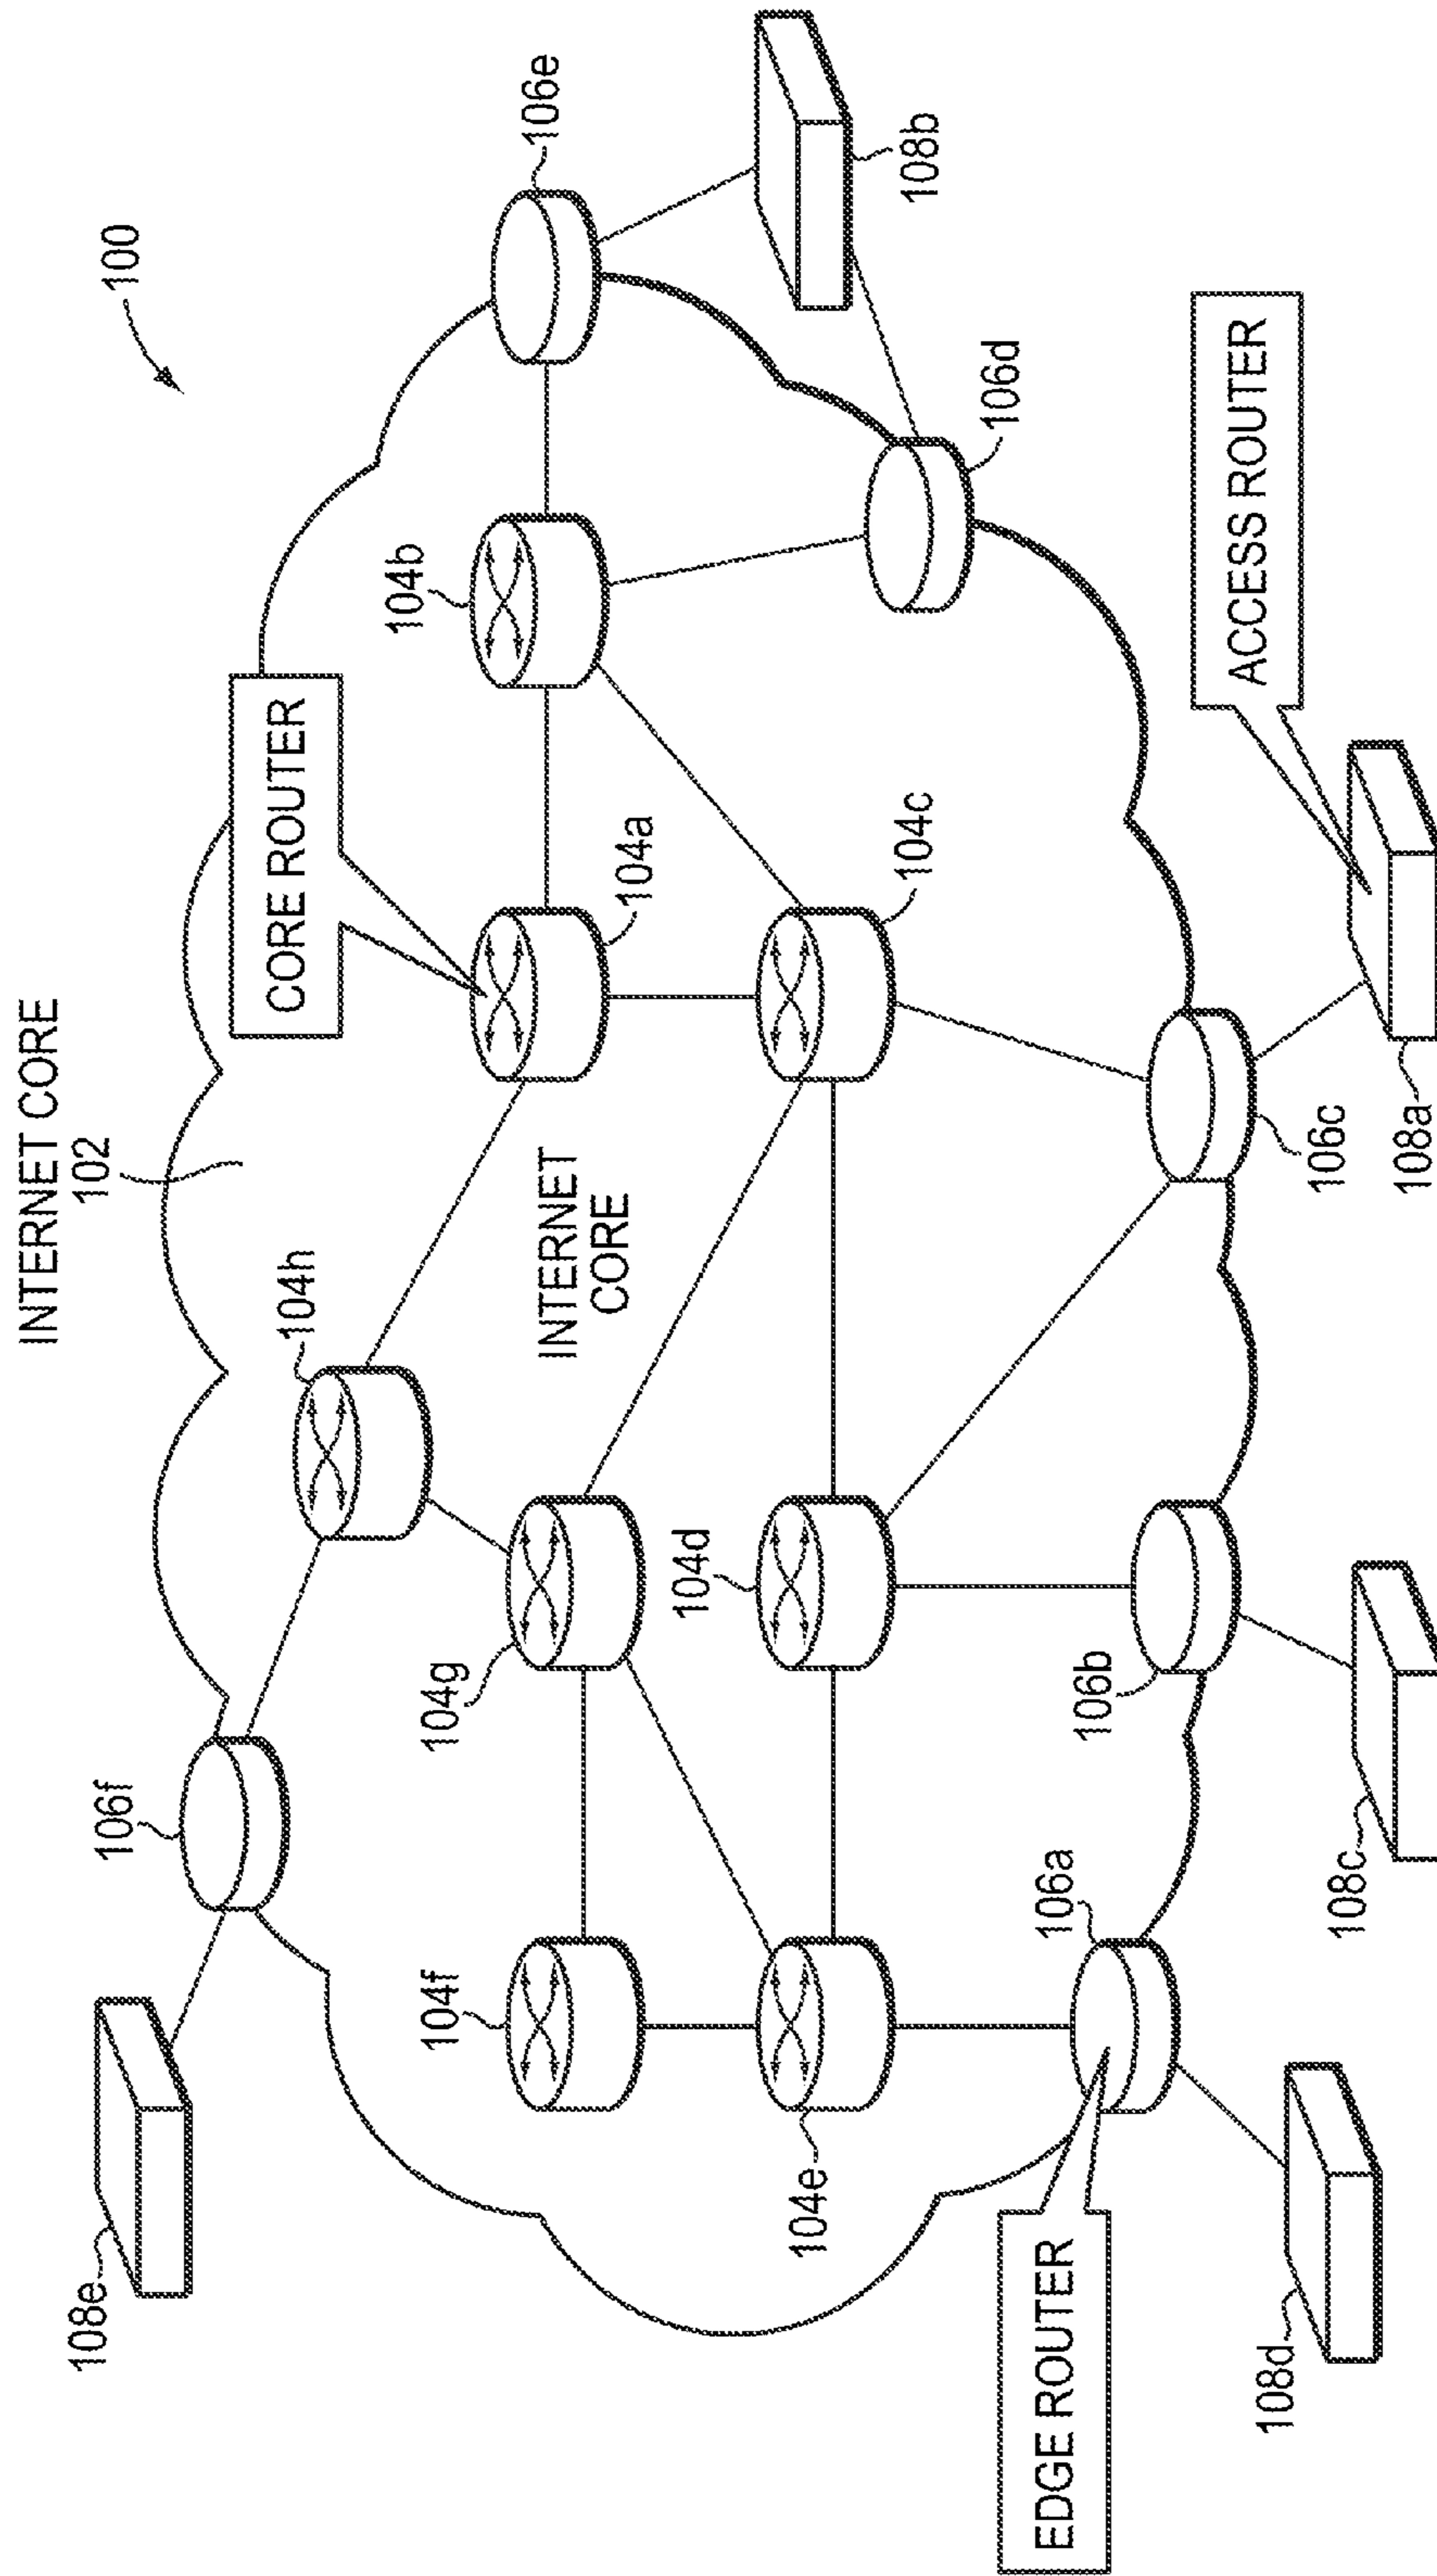 INTERNET CORE
102
100
108e
106f
104h
CORE ROUTER
104b
106e
104f
104g
INTERNET
CORE
104a
108b
104e
104d
104c
106d
EDGE ROUTER
106a
106b
106c
ACCESS ROUTER
108d
108c
108a